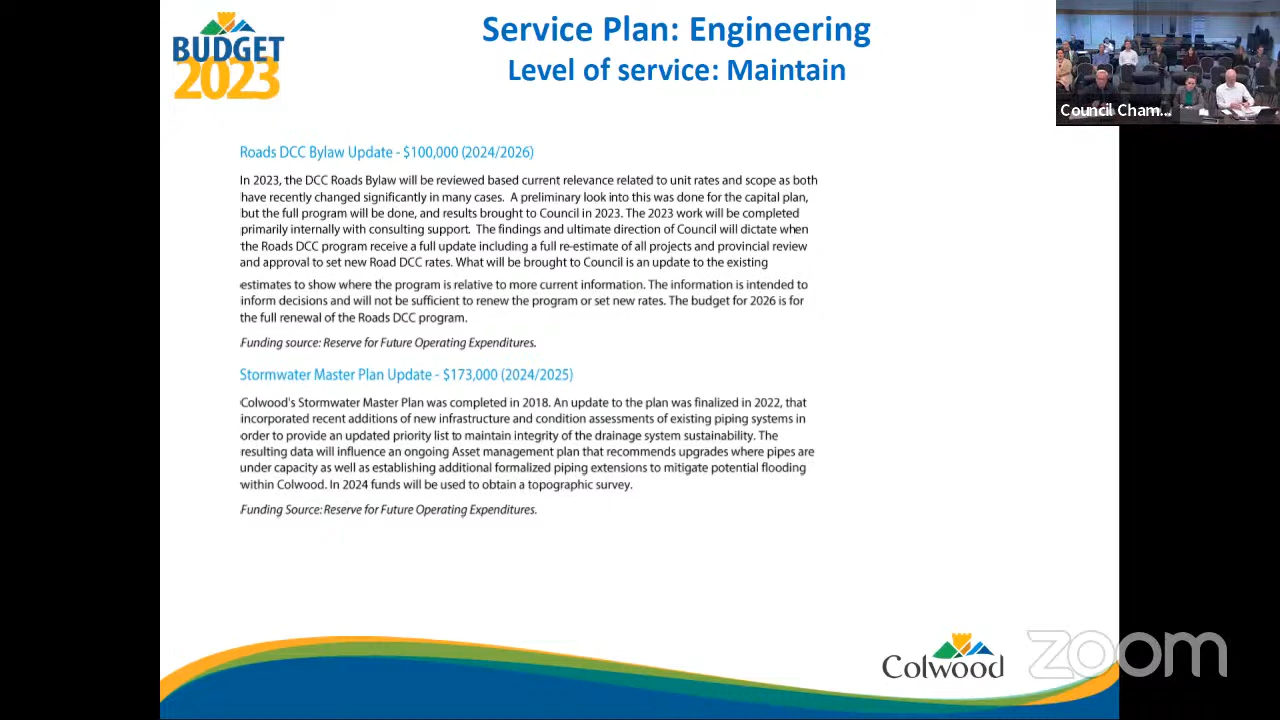 BUDGET
2023
Service Plan: Engineering
Level of service: Maintain
Council Cham...
Roads DCC Bylaw Update - $100,000 (2024/2026)
In 2023, the DCC Roads Bylaw will be reviewed based current relevance related to unit rates and scope as both
have recently changed significantly in many cases.  A preliminary look into this was done for the capital plan,
but the full program will be done, and results brought to Council in 2023. The 2023 work will be completed
primarily internally with consulting support.  The findings and ultimate direction of Council will dictate when
the Roads DCC program receive a full update including a full re-estimate of all projects and provincial review
and approval to set new Road DCC rates. What will be brought to Council is an update to the existing
estimates to show where the program is relative to more current information. The information is intended to
inform decisions and will not be sufficient to renew the program or set new rates. The budget for 2026 is for
the full renewal of the Roads DCC program.
Funding source: Reserve for Future Operating Expenditures.
Stormwater Master Plan Update - $173,000 (2024/2025)
Colwood's Stormwater Master Plan was completed in 2018. An update to the plan was finalized in 2022, that
incorporated recent additions of new infrastructure and condition assessments of existing piping systems in
order to provide an updated priority list to maintain integrity of the drainage system sustainability. The
resulting data will influence an ongoing Asset management plan that recommends upgrades where pipes are
under capacity as well as establishing additional formalized piping extensions to mitigate potential flooding
within Colwood. In 2024 funds will be used to obtain a topographic survey.
Funding Source: Reserve for Future Operating Expenditures.
Colwood
zoom